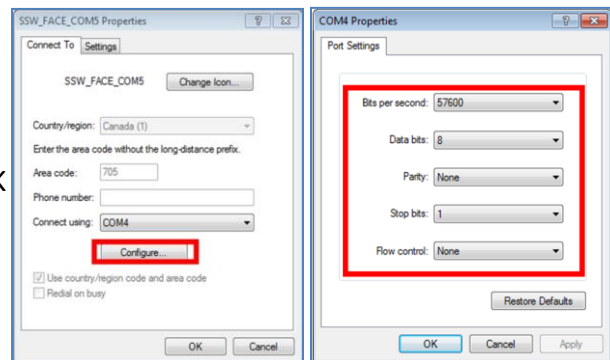 SSW_FACE_COM5 Properties
Connect To
Settings
SSW_FACE_COM5
Change Icon...
Country/region:
Canada (1)
Enter the area code without the long-distance prefix.
Area code:
705
Phone number:
Connect using:
COM4
Configure...
Use country/region code and area code
Redial on busy
OK
Cancel
K
COM4 Properties
Port Settings
Bits per second:
57600
Data bits:
8
Parity:
None
Stop bits:
1
Flow control:
None
Restore Defaults
OK
Cancel
Apply